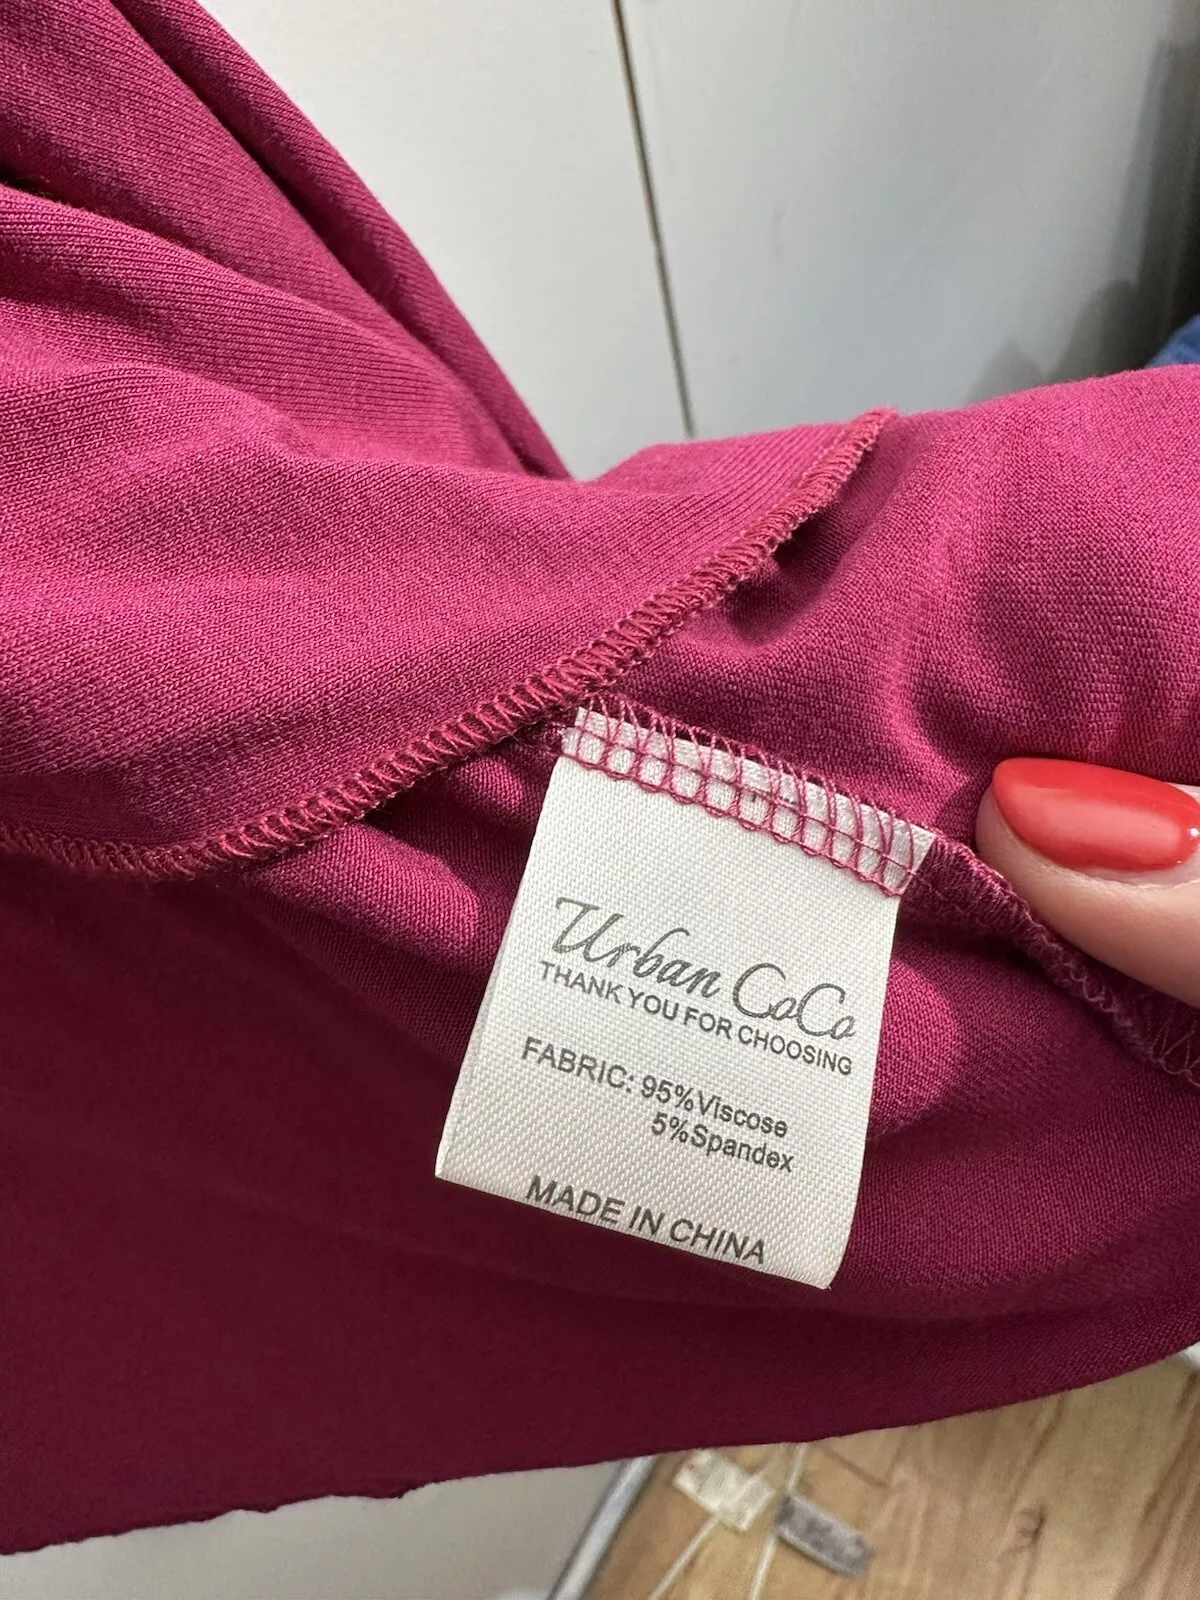 Urban CoCo
THANK YOU FOR CHOOSING
FABRIC: 95%Viscose
5%Spandex
MADE IN CHINA